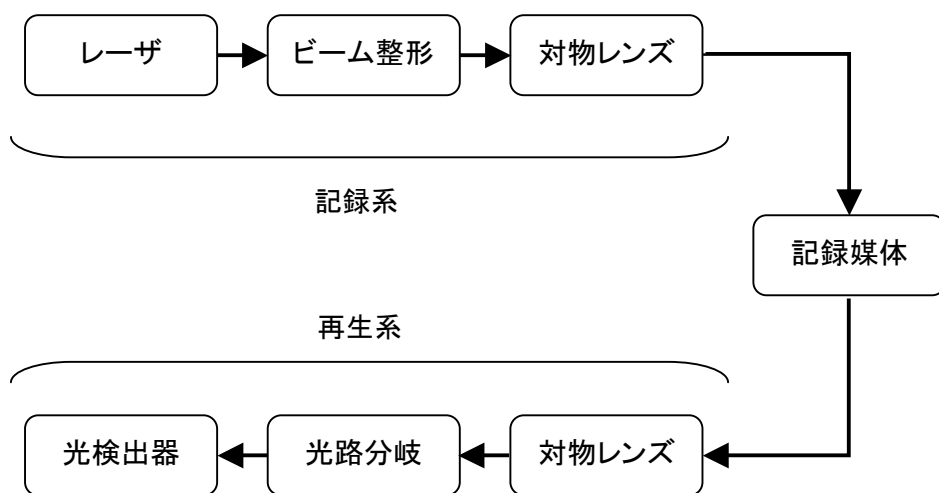 レーザ
ビーム整形
対物レンズ
記録系
記録媒体
再生系
光検出器
光路分岐
対物レンズ